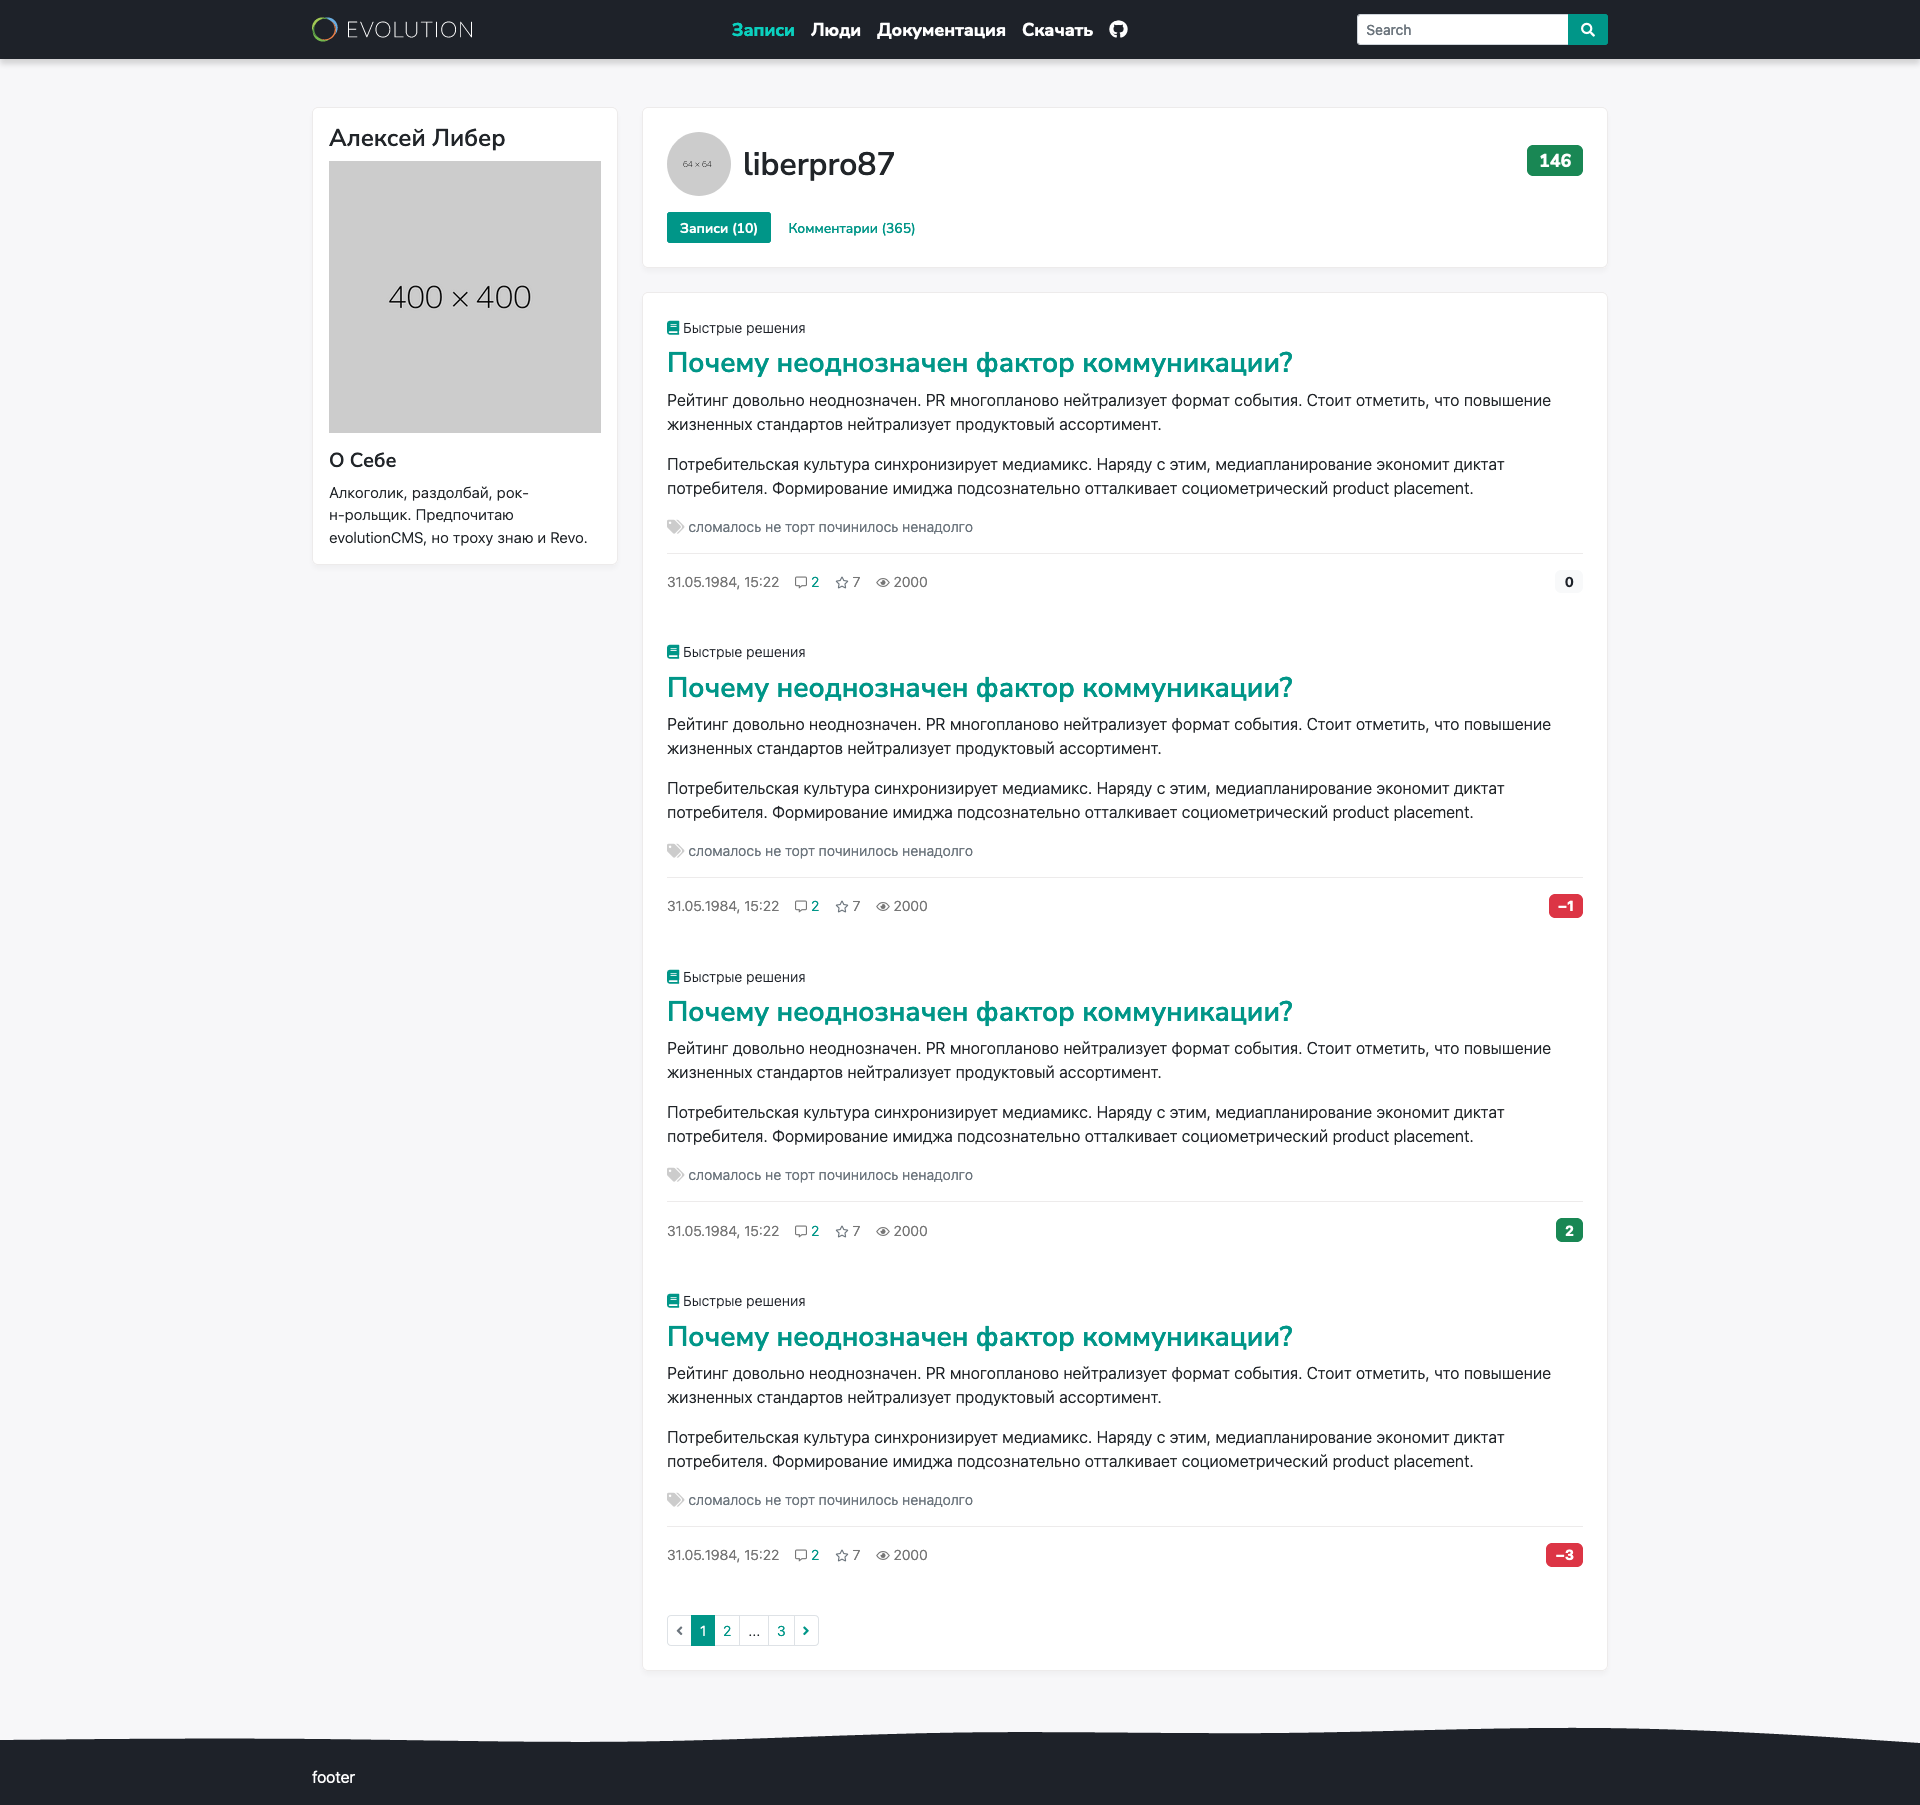 EVOLUTION
Записи Люди Документация Скачать
Search
Алексей Либер
400 × 400
О Себе
Алкоголик, раздолбай, рок-
н-рольщик. Предпочитаю
evolutionCMS, но троху знаю и Revo.
64 × 64
liberpro87
146
Записи (10) Комментарии (365)
Быстрые решения
Почему неоднозначен фактор коммуникации?
Рейтинг довольно неоднозначен. PR многопланово нейтрализует формат события. Стоит отметить, что повышение
жизненных стандартов нейтрализует продуктовый ассортимент.
Потребительская культура синхронизирует медиамикс. Наряду с этим, медиапланирование экономит диктат
потребителя. Формирование имиджа подсознательно отталкивает социометрический product placement.
сломалось не торт починилось ненадолго
31.05.1984, 15:22 2 7 2000 0
Быстрые решения
Почему неоднозначен фактор коммуникации?
Рейтинг довольно неоднозначен. PR многопланово нейтрализует формат события. Стоит отметить, что повышение
жизненных стандартов нейтрализует продуктовый ассортимент.
Потребительская культура синхронизирует медиамикс. Наряду с этим, медиапланирование экономит диктат
потребителя. Формирование имиджа подсознательно отталкивает социометрический product placement.
сломалось не торт починилось ненадолго
31.05.1984, 15:22 2 7 2000 –1
Быстрые решения
Почему неоднозначен фактор коммуникации?
Рейтинг довольно неоднозначен. PR многопланово нейтрализует формат события. Стоит отметить, что повышение
жизненных стандартов нейтрализует продуктовый ассортимент.
Потребительская культура синхронизирует медиамикс. Наряду с этим, медиапланирование экономит диктат
потребителя. Формирование имиджа подсознательно отталкивает социометрический product placement.
сломалось не торт починилось ненадолго
31.05.1984, 15:22 2 7 2000 2
Быстрые решения
Почему неоднозначен фактор коммуникации?
Рейтинг довольно неоднозначен. PR многопланово нейтрализует формат события. Стоит отметить, что повышение
жизненных стандартов нейтрализует продуктовый ассортимент.
Потребительская культура синхронизирует медиамикс. Наряду с этим, медиапланирование экономит диктат
потребителя. Формирование имиджа подсознательно отталкивает социометрический product placement.
сломалось не торт починилось ненадолго
31.05.1984, 15:22 2 7 2000 –3
1 2 ... 3
footer